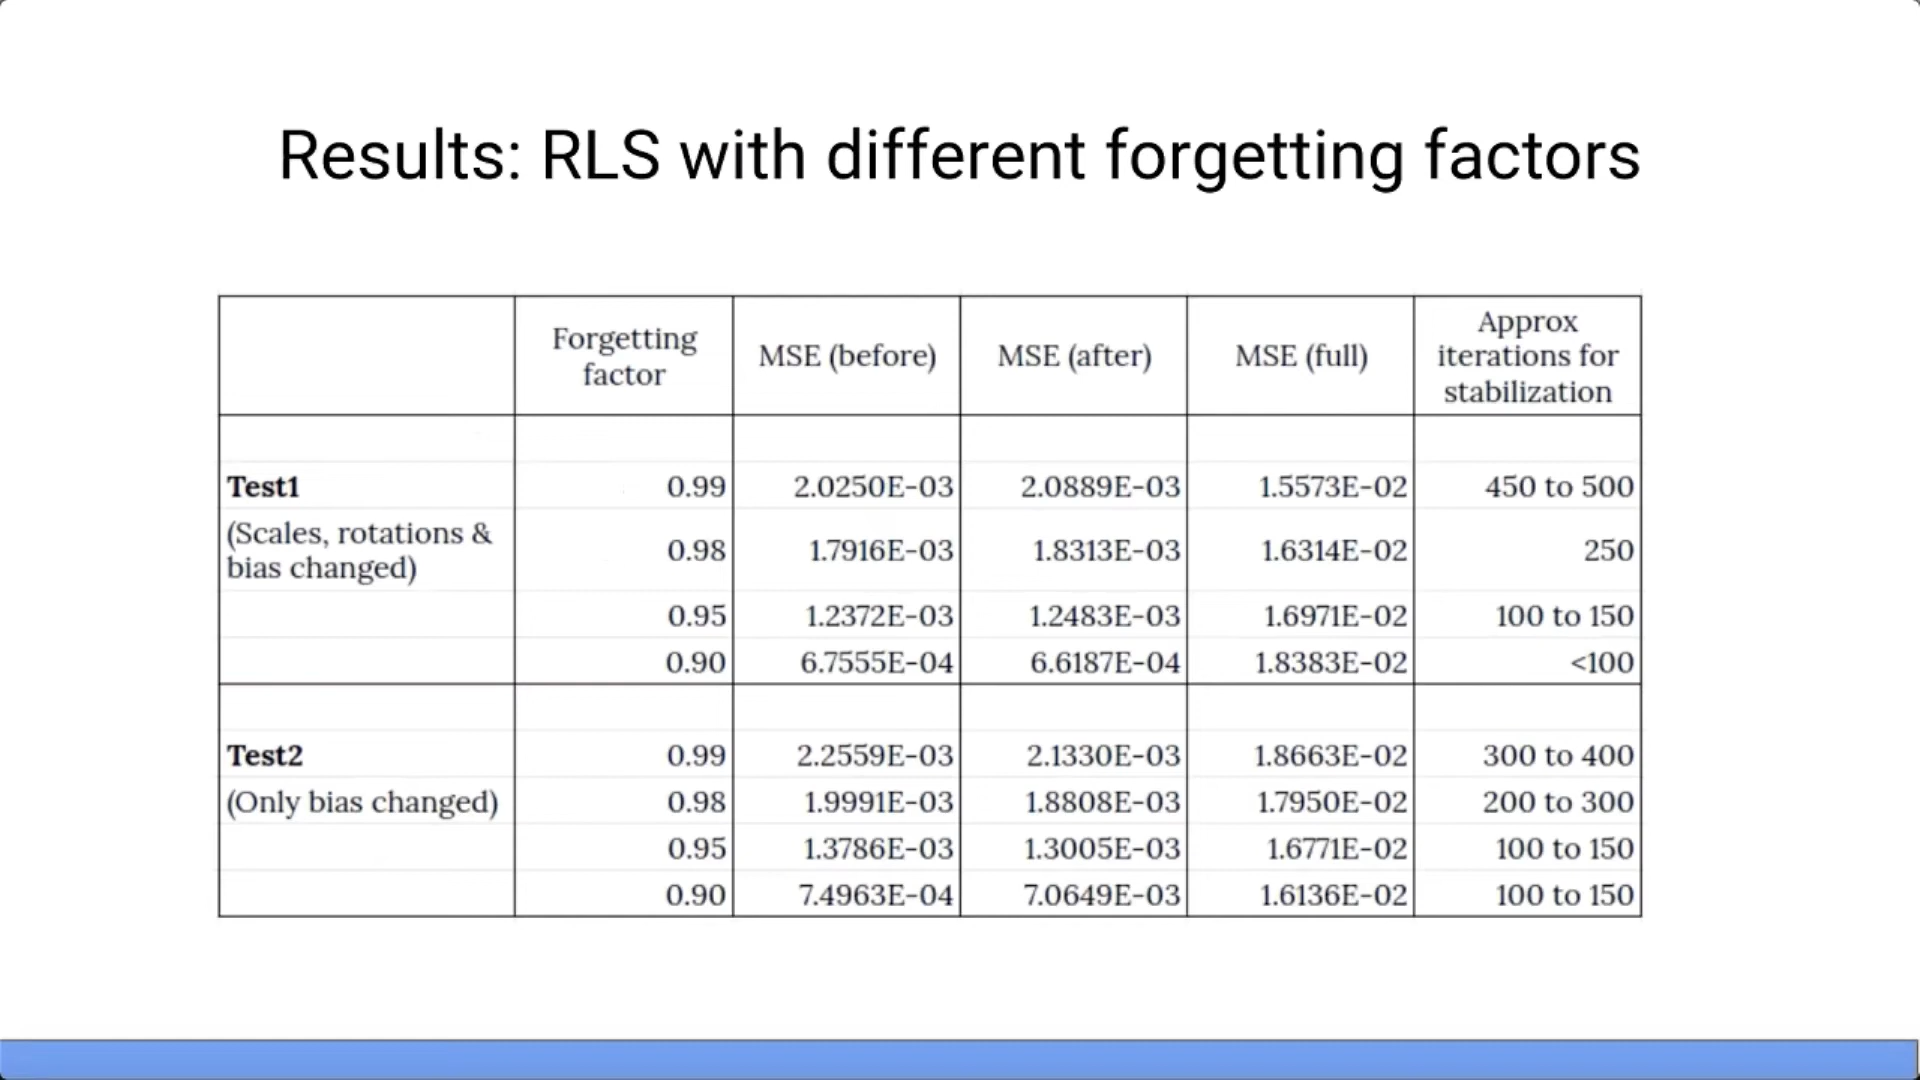 Results: RLS with different forgetting factors
Forgetting factor MSE (before) MSE (after) MSE (full) Approx iterations for stabilization
Test1 0.99 2.0250E-03 2.0889E-03 1.5573E-02 450 to 500
(Scales, rotations & bias changed) 0.98 1.7916E-03 1.8313E-03 1.6314E-02 250
0.95 1.2372E-03 1.2483E-03 1.6971E-02 100 to 150
0.90 6.7555E-04 6.6187E-04 1.8383E-02 <100
Test2 0.99 2.2559E-03 2.1330E-03 1.8663E-02 300 to 400
(Only bias changed) 0.98 1.9991E-03 1.8808E-03 1.7950E-02 200 to 300
0.95 1.3786E-03 1.3005E-03 1.6771E-02 100 to 150
0.90 7.4963E-04 7.0649E-03 1.6136E-02 100 to 150